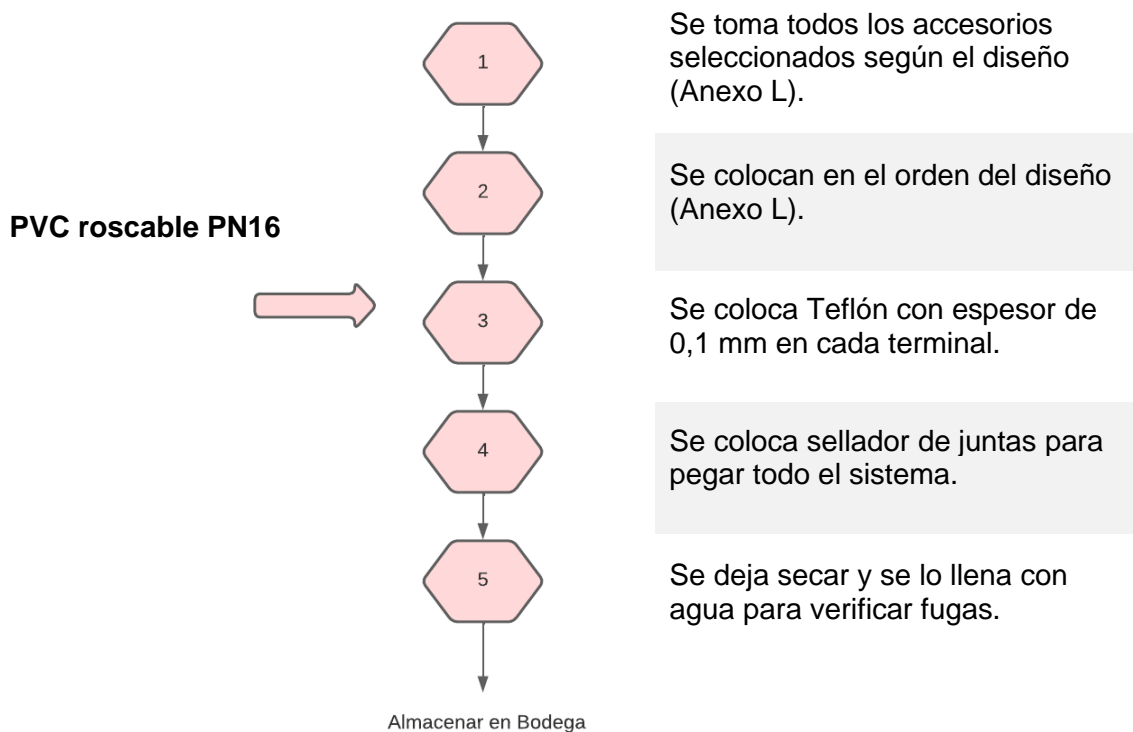 1
Se toma todos los accesorios
seleccionados según el diseño
(Anexo L).
2
Se colocan en el orden del diseño
(Anexo L).
PVC roscable PN16
3
Se coloca Teflón con espesor de
0,1 mm en cada terminal.
4
Se coloca sellador de juntas para
pegar todo el sistema.
5
Se deja secar y se lo llena con
agua para verificar fugas.
Almacenar en Bodega